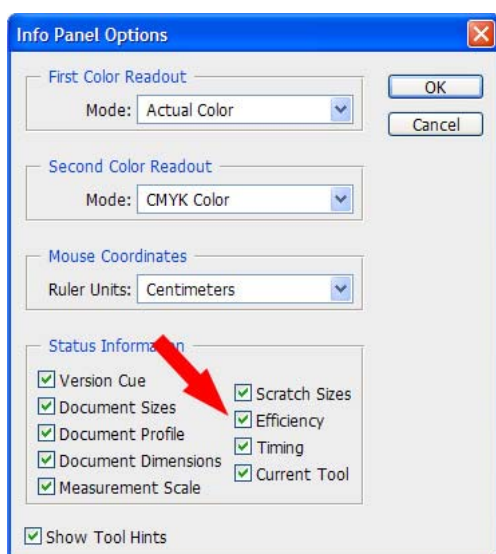 Info Panel Options
First Color Readout
OK
Mode: Actual Color
Cancel
Second Color Readout
Mode: CMYK Color
Mouse Coordinates
Ruler Units: Centimeters
Status Information
Version Cue
Document Sizes
Document Profile
Document Dimensions
Measurement Scale
Scratch Sizes
Efficiency
Timing
Current Tool
Show Tool Hints